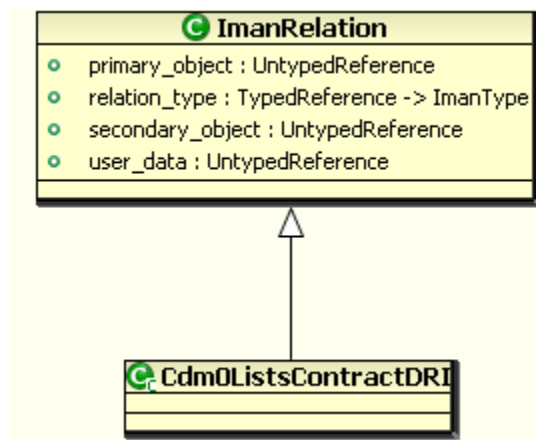 C ImanRelation
primary_object : UntypedReference
relation_type : TypedReference -> ImanType
secondary_object : UntypedReference
user_data : UntypedReference
C Cdm0ListsContractDRI